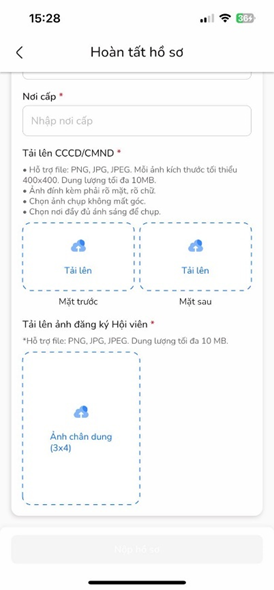 15:28
36
Hoàn tất hồ sơ
Nơi cấp *
Nhập nơi cấp
Tải lên CCCD/CMND *
• Hỗ trợ file: PNG, JPG, JPEG. Mỗi ảnh kích thước tối thiểu
400x400. Dung lượng tối đa 10MB.
• Ảnh đính kèm phải rõ mặt, rõ chữ.
• Chọn ảnh chụp không mất góc.
• Chọn nơi đầy đủ ánh sáng để chụp.
Tải lên Tải lên
Mặt trước Mặt sau
Tải lên ảnh đăng ký Hội viên *
*Hỗ trợ file: PNG, JPG, JPEG. Dung lượng tối đa 10 MB.
Ảnh chân dung
(3x4)